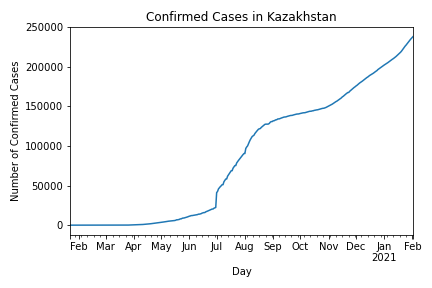 Confirmed Cases in Kazakhstan
250000
200000
150000
100000
50000
0
Number of Confirmed Cases
Feb Mar Apr May Jun Jul Aug Sep Oct Nov Dec Jan Feb
2021
Day